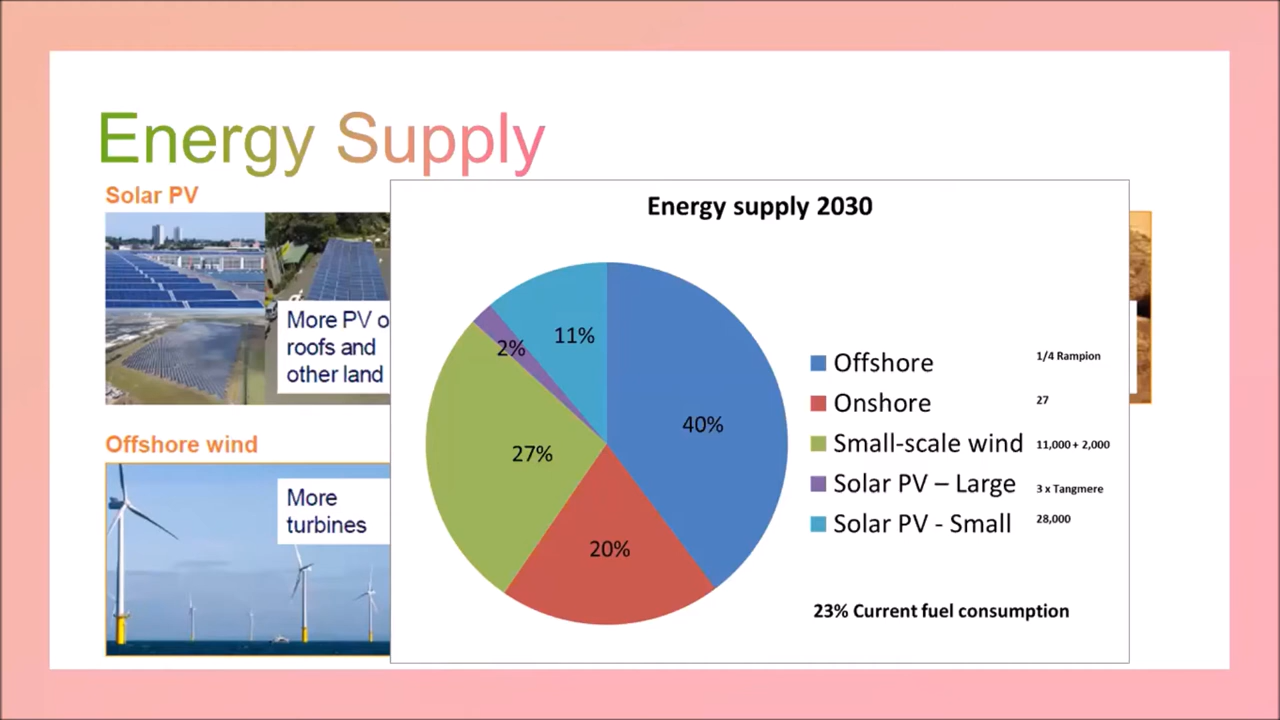 Energy Supply
Solar PV
More PV o
roofs and
other land
Offshore wind
More
turbines
Energy supply 2030
11%
2%
40%
27%
20%
Offshore 1/4 Rampion
Onshore 27
Small-scale wind 11,000 + 2,000
Solar PV – Large 3 x Tangmere
Solar PV - Small 28,000
23% Current fuel consumption